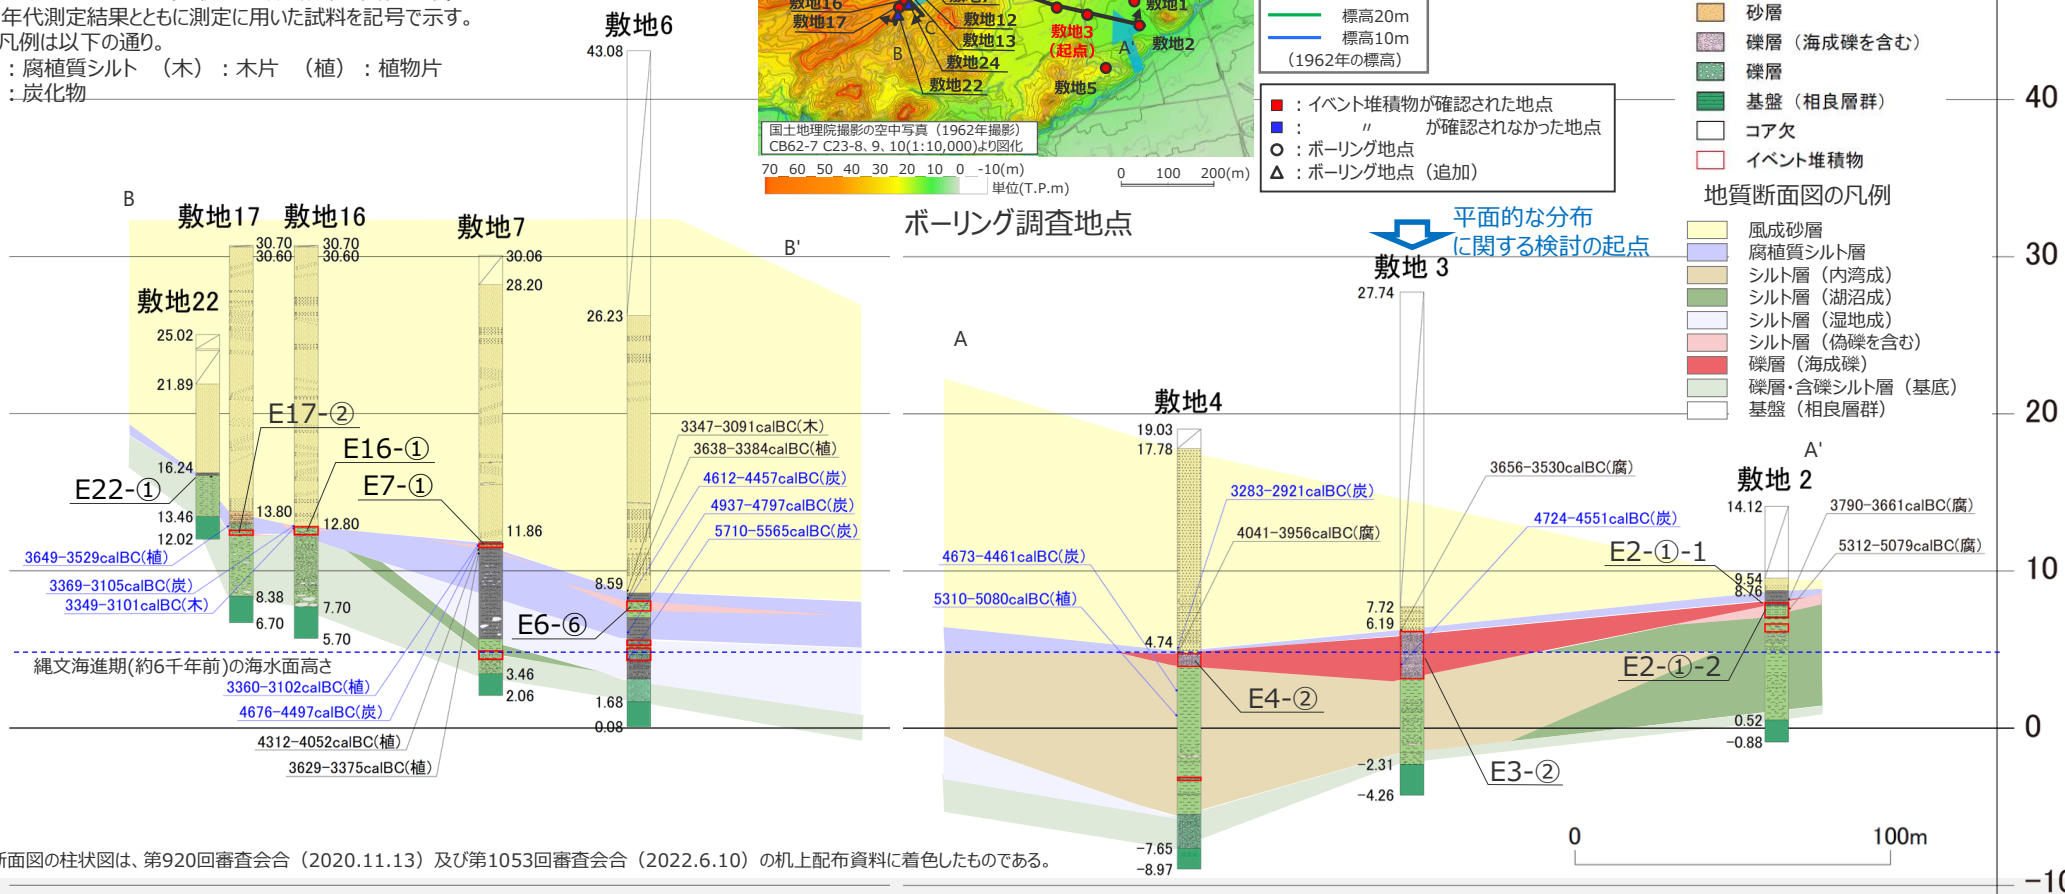 年代測定結果とともに測定に用いた試料を記号で示す。
凡例は以下の通り。
：腐植質シルト （木）：木片 （植）：植物片
：炭化物
敷地17
敷地12
敷地13
敷地24
敷地22
敷地3
(起点)
敷地1
敷地2
敷地5
A'
B
C
国土地理院撮影の空中写真（1962年撮影）
CB62-7 C23-8、9、10(1:10,000)より図化
70 60 50 40 30 20 10 0 -10(m)
単位(T.P.m)
0 100 200(m)
標高20m
標高10m
(1962年の標高)
■：イベント堆積物が確認された地点
■： 〃 が確認されなかった地点
○：ボーリング地点
△：ボーリング地点（追加）
ボーリング調査地点
平面的な分布
に関する検討の起点
砂層
礫層（海成礫を含む）
礫層
基盤（相良層群）
コア欠
イベント堆積物
地質断面図の凡例
風成砂層
腐植質シルト層
シルト層（内湾成）
シルト層（湖沼成）
シルト層（湿地成）
シルト層（偽礫を含む）
礫層（海成礫）
礫層・含礫シルト層（基底）
基盤（相良層群）
40
30
20
10
0
B
B'
敷地22
25.02
21.89
16.24
13.46
12.02
E22-①
敷地17
30.70
30.60
13.80
8.38
6.70
E17-②
敷地16
30.70
30.60
12.80
7.70
5.70
E16-①
敷地7
30.06
28.20
11.86
3.46
2.06
E7-①
敷地6
43.08
26.23
8.59
1.68
0.08
E6-⑥
3649-3529calBC(植)
3369-3105calBC(炭)
3349-3101calBC(木)
縄文海進期(約6千年前)の海水面高さ
3360-3102calBC(植)
4676-4497calBC(炭)
4312-4052calBC(植)
3629-3375calBC(植)
3347-3091calBC(木)
3638-3384calBC(植)
4612-4457calBC(炭)
4937-4797calBC(炭)
5710-5565calBC(炭)
A
A'
敷地4
19.03
17.78
4.74
-7.65
-8.97
E4-②
4673-4461calBC(炭)
5310-5080calBC(植)
3283-2921calBC(炭)
4041-3956calBC(腐)
敷地３
27.74
7.72
6.19
-2.31
-4.26
E3-②
3656-3530calBC(腐)
4724-4551calBC(炭)
敷地２
14.12
9.54
8.76
0.52
-0.88
E2-①-1
E2-①-2
3790-3661calBC(腐)
5312-5079calBC(腐)
0 100m
断面図の柱状図は、第920回審査会合（2020.11.13）及び第1053回審査会合（2022.6.10）の机上配布資料に着色したものである。